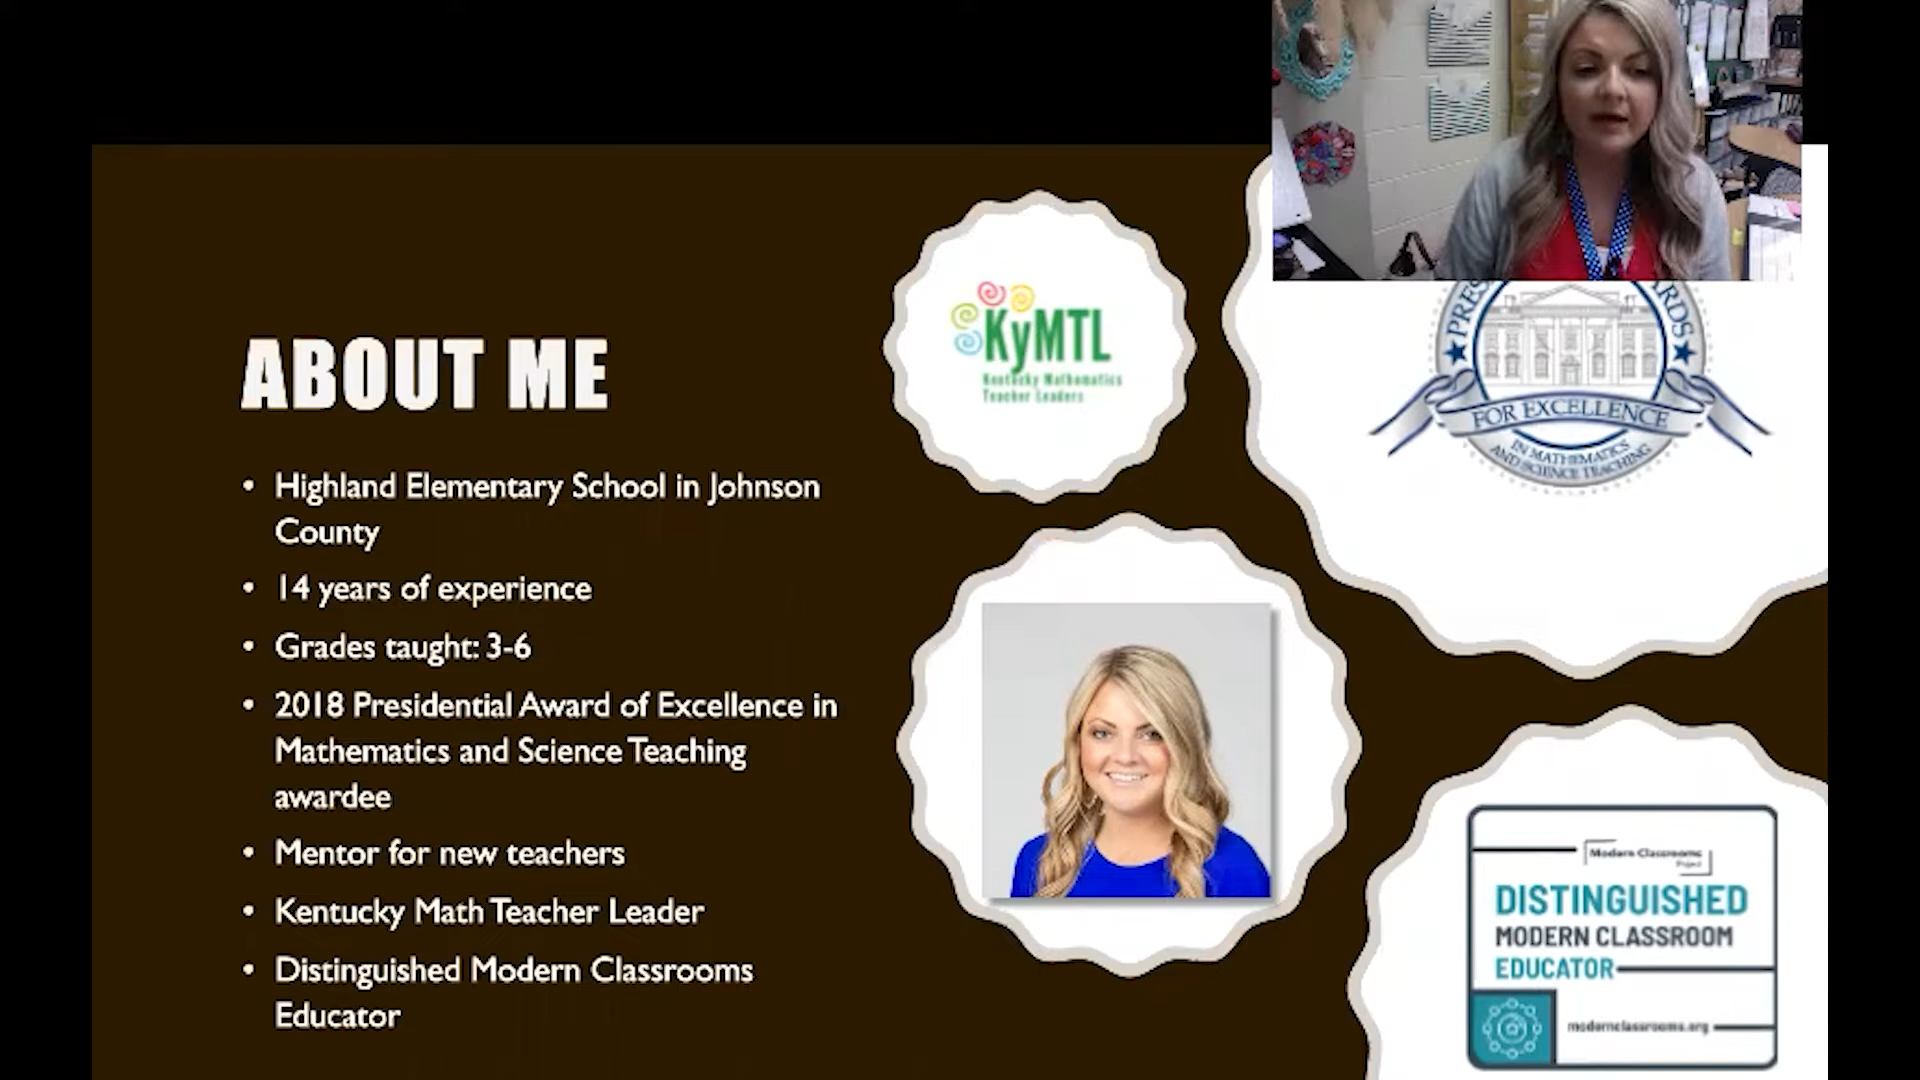 ABOUT ME
• Highland Elementary School in Johnson
County
• 14 years of experience
• Grades taught: 3-6
• 2018 Presidential Award of Excellence in
Mathematics and Science Teaching
awardee
• Mentor for new teachers
• Kentucky Math Teacher Leader
• Distinguished Modern Classrooms
Educator
KyMTL
Kentucky Mathematics
Teacher Leaders
FOR EXCELLENCE
IN MATHEMATICS
AND SCIENCE TEACHING
Modern Classrooms
Project
DISTINGUISHED
MODERN CLASSROOM
EDUCATOR
modernclassrooms.org